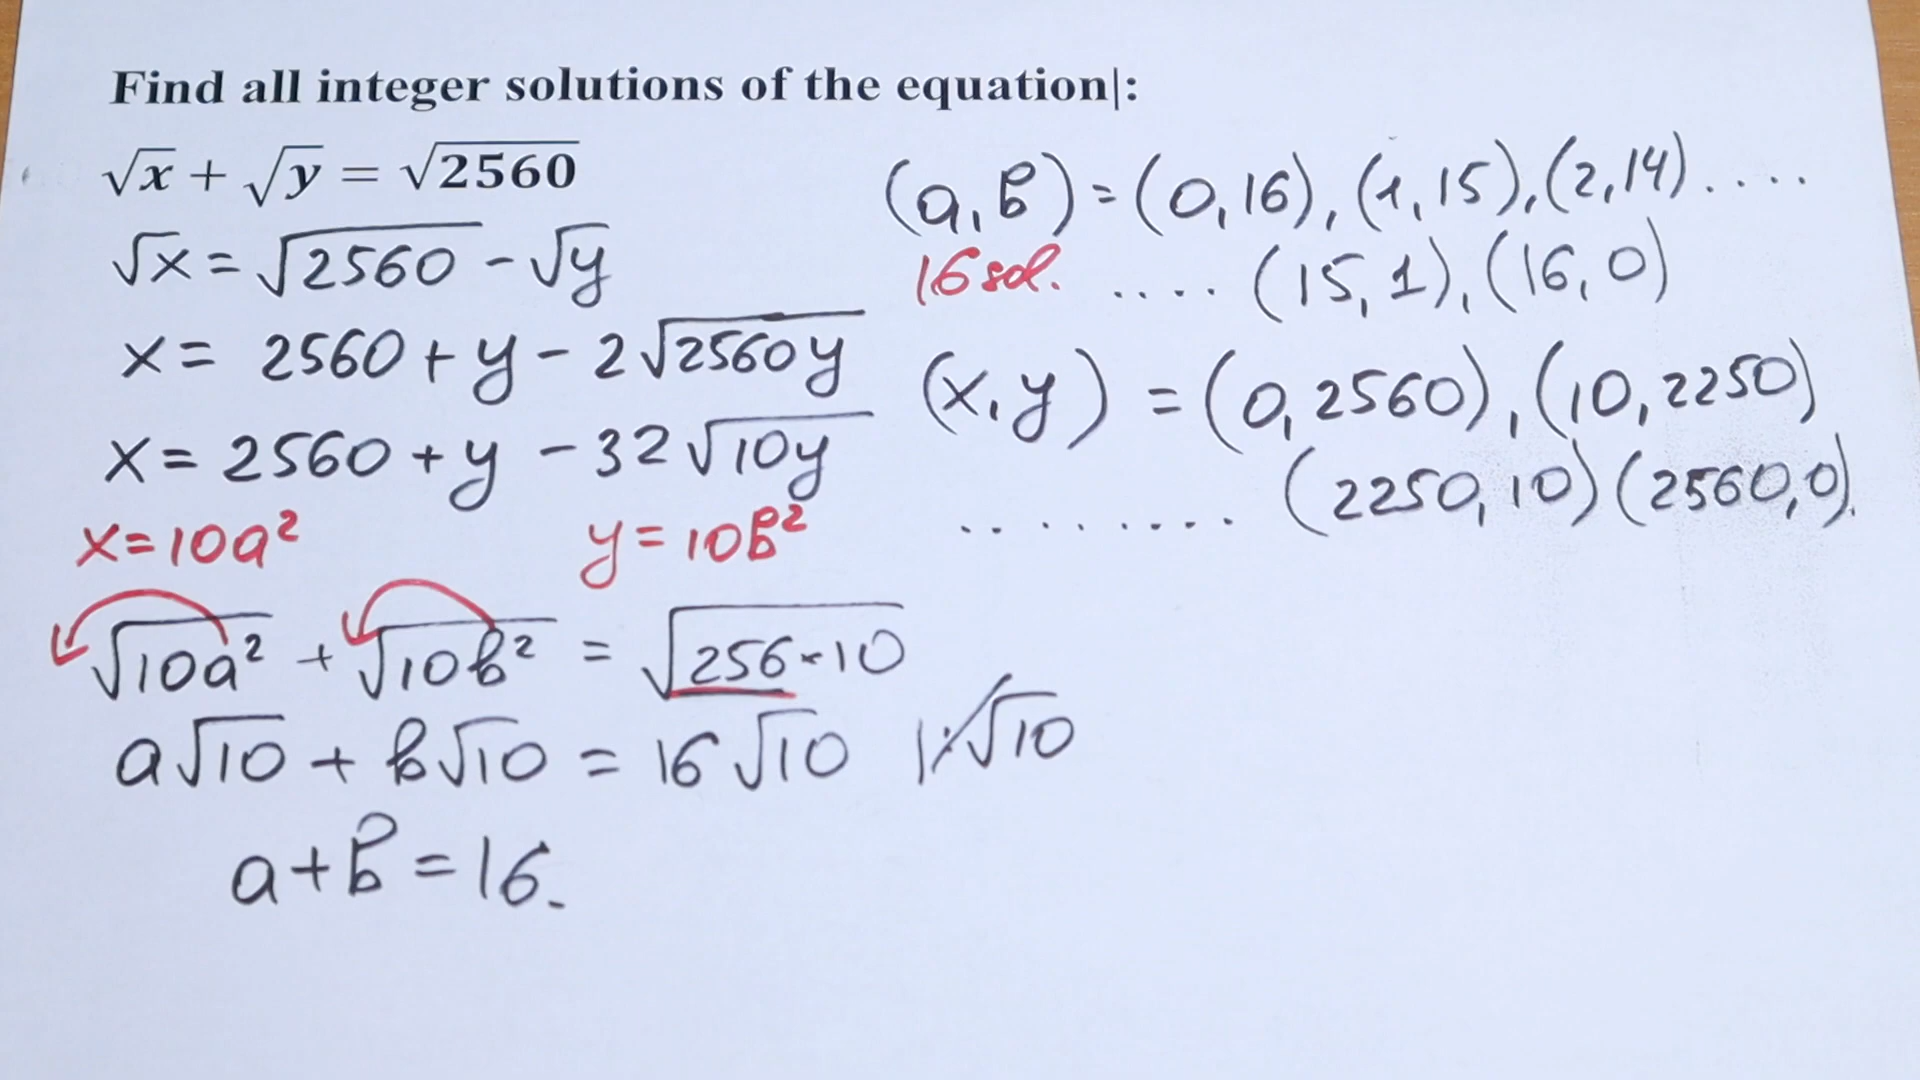 Find all integer solutions of the equation|:
√x + √y = √2560
√x = √2560 - √y
x = 2560 + y - 2√2560y
x = 2560 + y - 32√10y
x = 10a² y = 10b²
√10a² + √10b² = √256·10
a√10 + b√10 = 16√10 |:√10
a + b = 16.
(a, b) = (0, 16), (1, 15), (2, 14)....
16 sol. .... (15, 1), (16, 0)
(x, y) = (0, 2560), (10, 2250)
......... (2250, 10) (2560, 0).